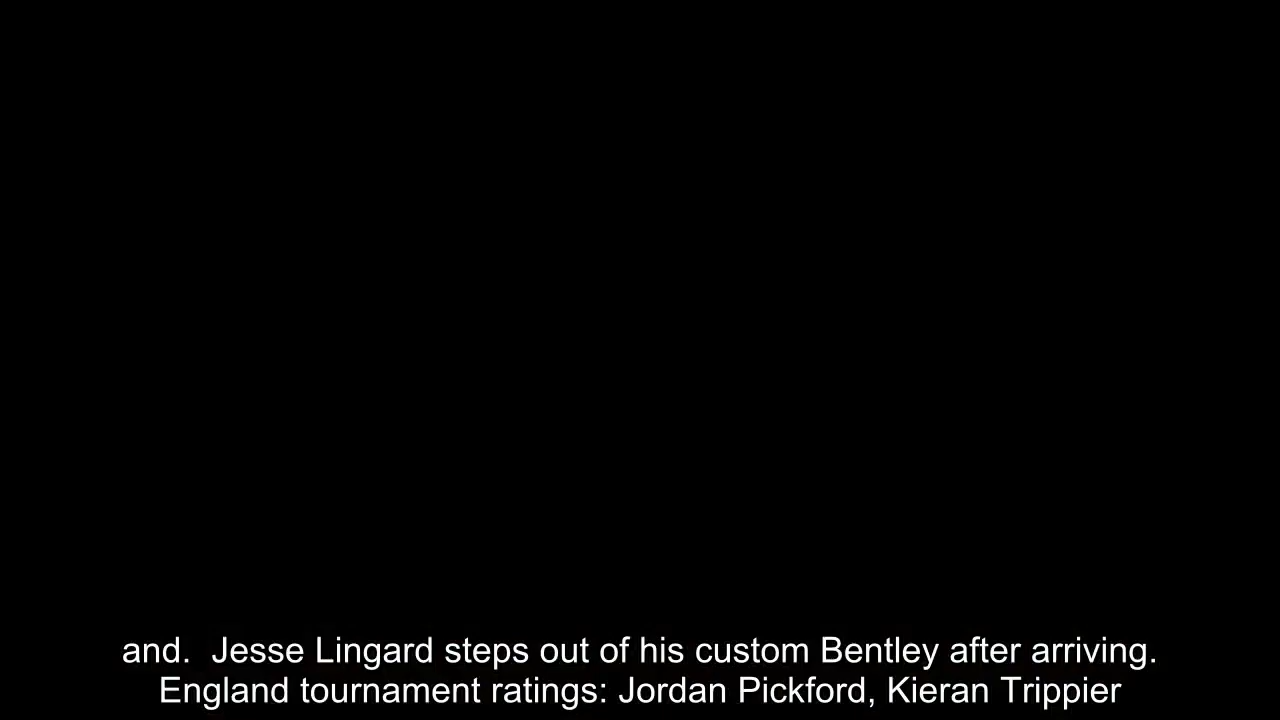 and.  Jesse Lingard steps out of his custom Bentley after arriving.
England tournament ratings: Jordan Pickford, Kieran Trippier